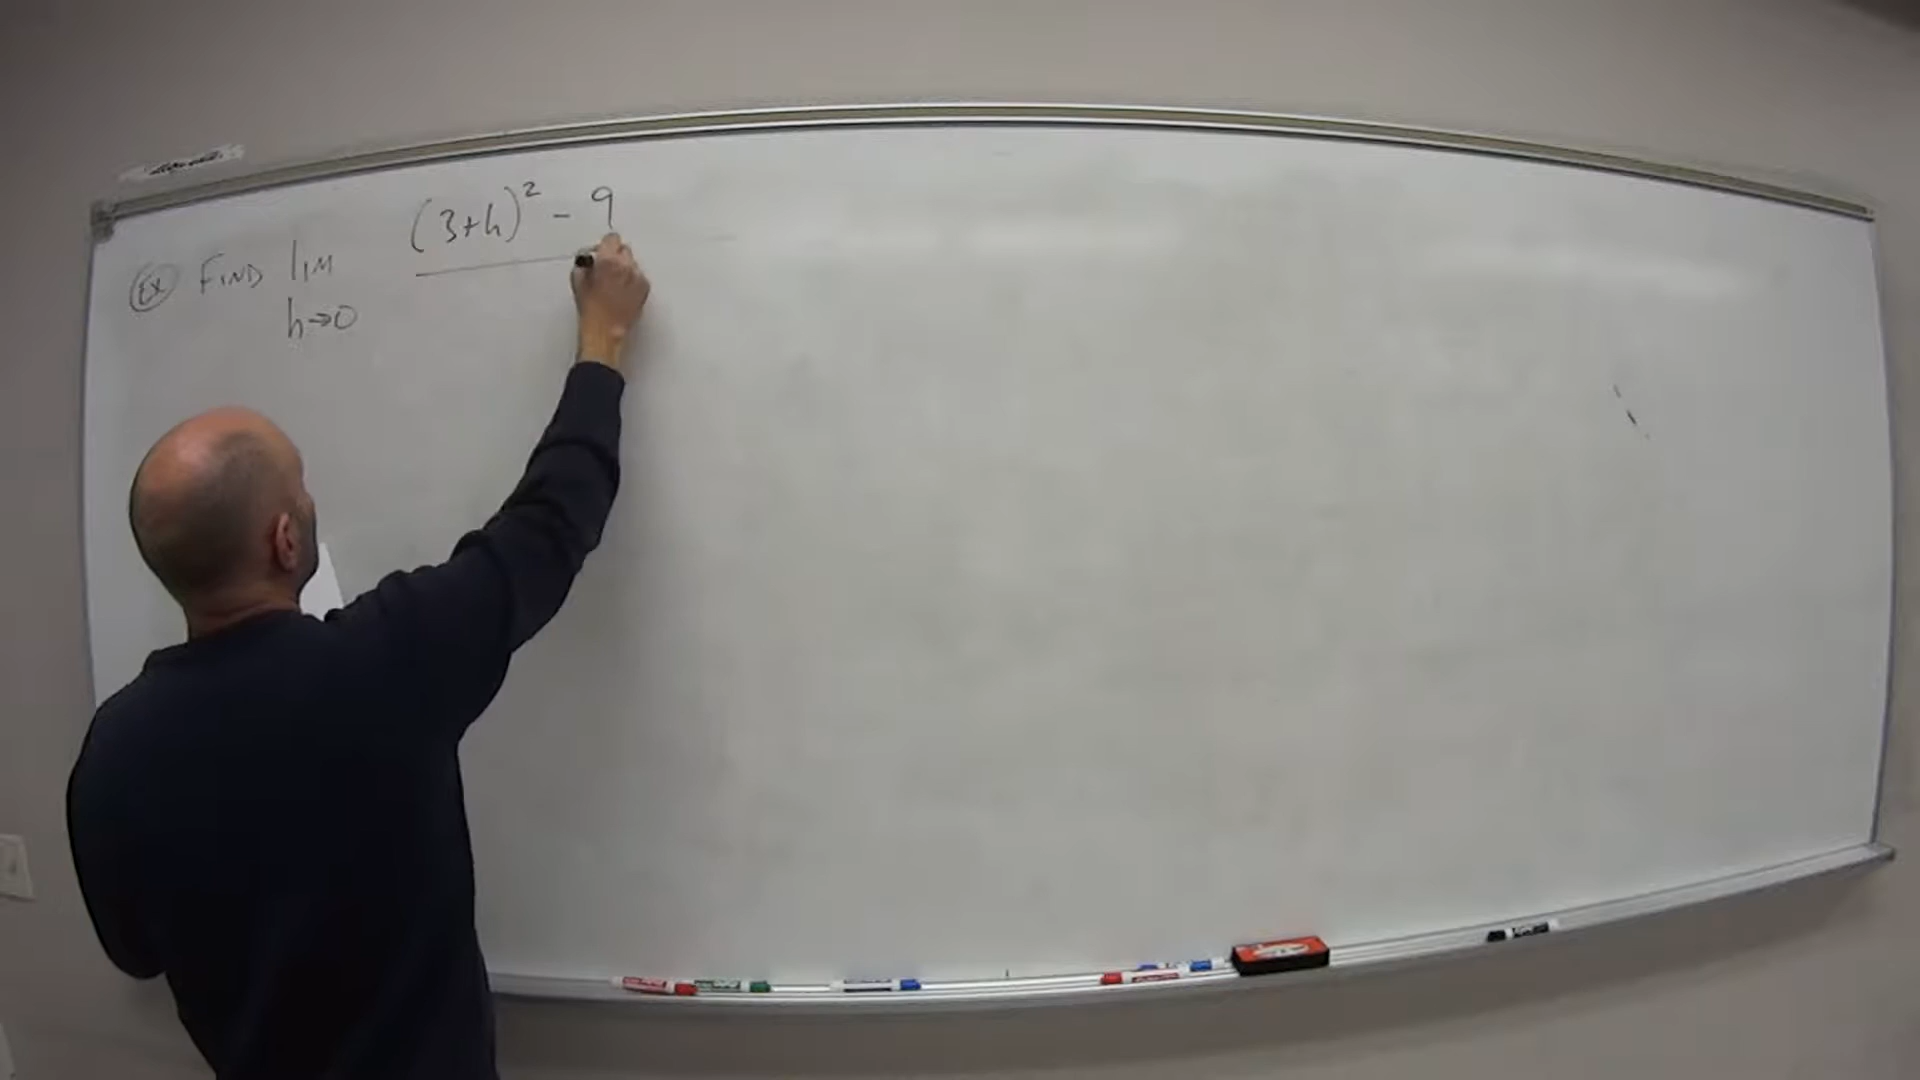 (3+h)² - 9
Ex FIND lim
h→0